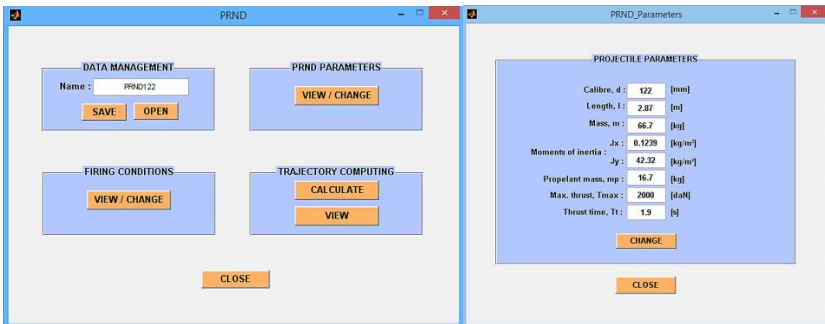 PRND
DATA MANAGEMENT
Name : PRND122
SAVE OPEN
PRND PARAMETERS
VIEW / CHANGE
FIRING CONDITIONS
VIEW / CHANGE
TRAJECTORY COMPUTING
CALCULATE
VIEW
CLOSE
PRND_Parameters
PROJECTILE PARAMETERS
Calibre, d : 122 [mm]
Length, l : 2.87 [m]
Mass, m : 66.7 [kg]
Moments of inertia :
Jx : 0.1239 [kg/m²]
Jy : 42.32 [kg/m²]
Propelant mass, mp : 16.7 [kg]
Max. thrust, Tmax : 2000 [daN]
Thrust time, Tt : 1.9 [s]
CHANGE
CLOSE